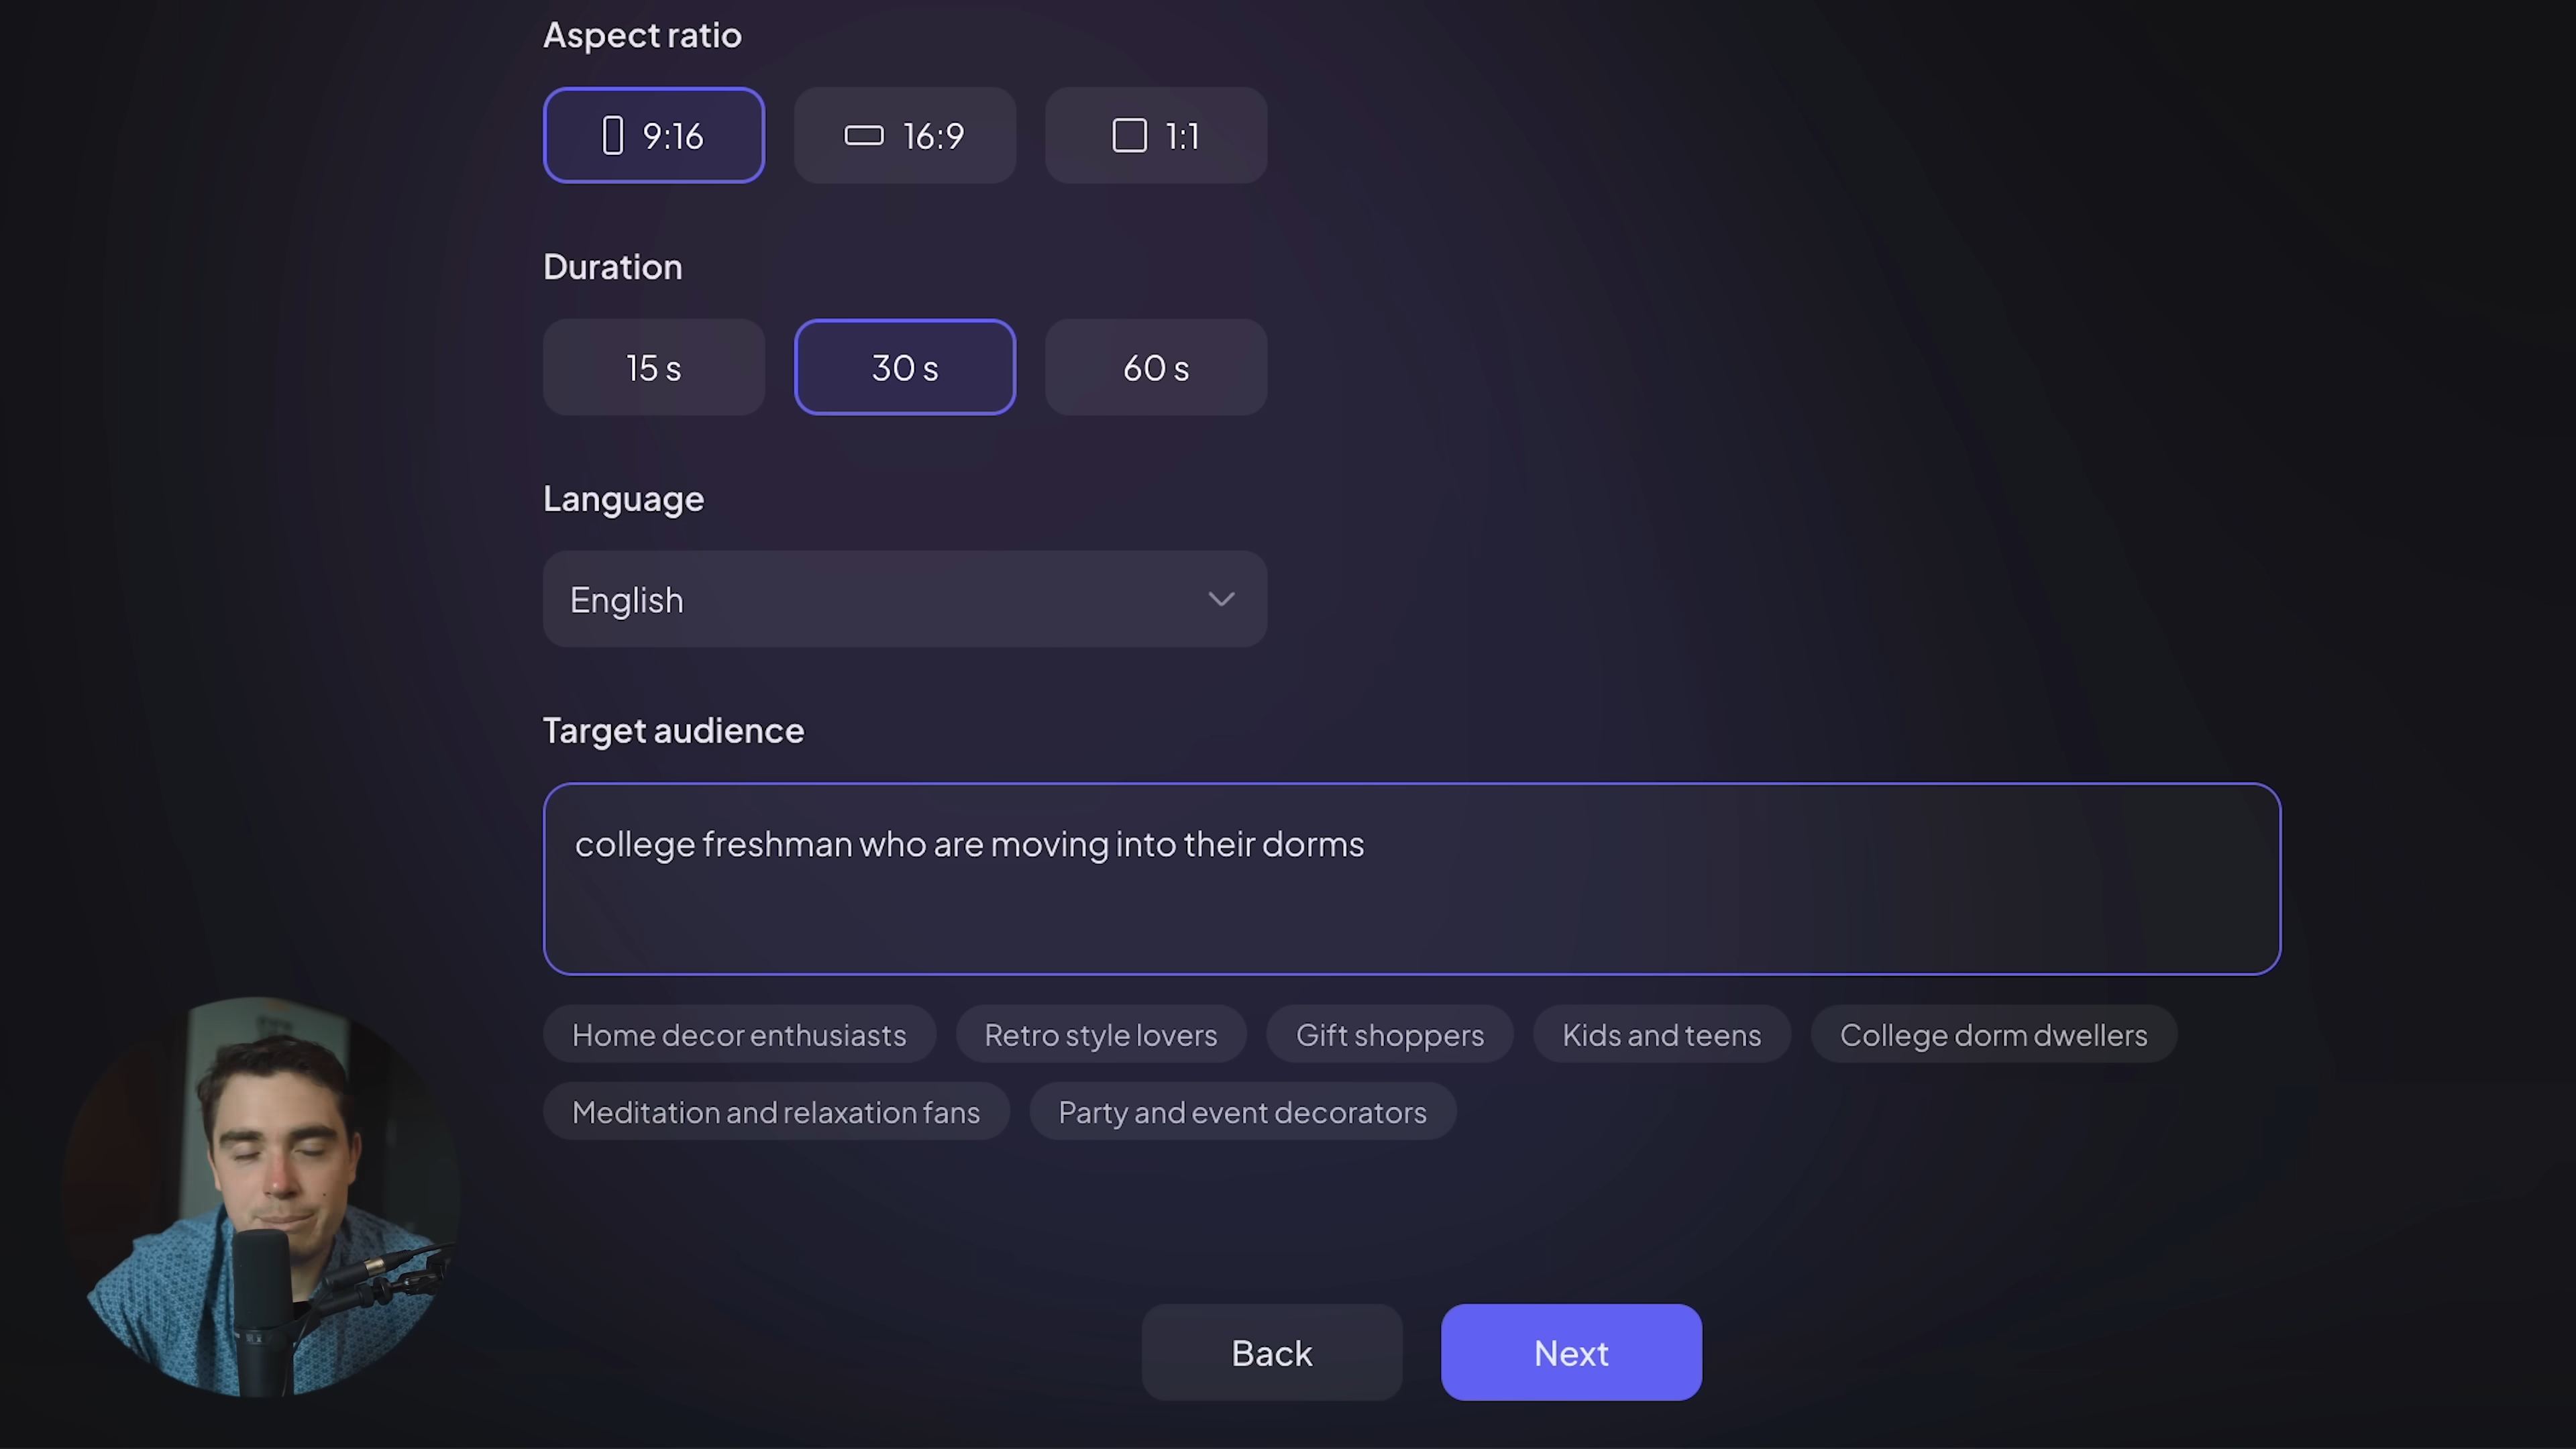 Aspect ratio
9:16
16:9
1:1
Duration
15 s
30 s
60 s
Language
English
Target audience
college freshman who are moving into their dorms
Home decor enthusiasts
Retro style lovers
Gift shoppers
Kids and teens
College dorm dwellers
Meditation and relaxation fans
Party and event decorators
Back
Next